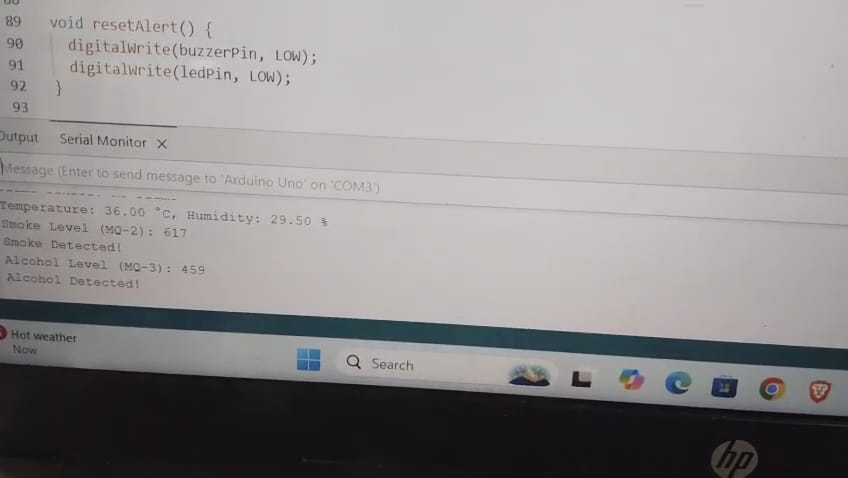 89 void resetAlert() {
90 digitalWrite(buzzerPin, LOW);
91 digitalWrite(ledPin, LOW);
92 }
93
Output Serial Monitor X
Message (Enter to send message to 'Arduino Uno' on 'COM3')
Temperature: 36.00 °C, Humidity: 29.50 %
Smoke Level (MQ-2): 617
Smoke Detected!
Alcohol Level (MQ-3): 459
Alcohol Detected!
Hot weather
Now
Search
hp